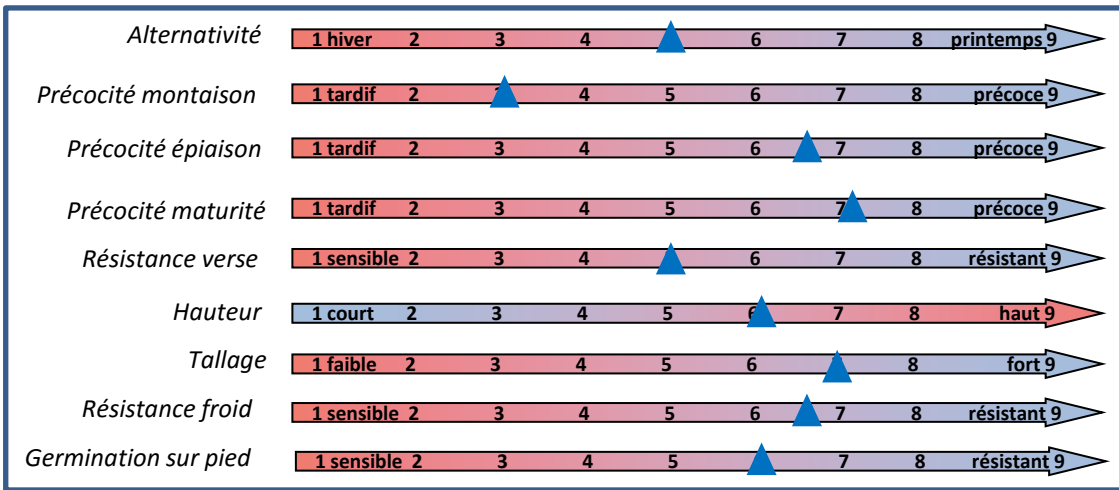 Alternativité 1 hiver 2 3 4 6 7 8 printemps 9
Précocité montaison 1 tardif 2 4 5 6 7 8 précoce 9
Précocité épiaison 1 tardif 2 3 4 5 6 7 8 précoce 9
Précocité maturité 1 tardif 2 3 4 5 6 7 8 précoce 9
Résistance verse 1 sensible 2 3 4 6 7 8 résistant 9
Hauteur 1 court 2 3 4 5 6 7 8 haut 9
Tallage 1 faible 2 3 4 5 6 8 fort 9
Résistance froid 1 sensible 2 3 4 5 6 7 8 résistant 9
Germination sur pied 1 sensible 2 3 4 5 7 8 résistant 9